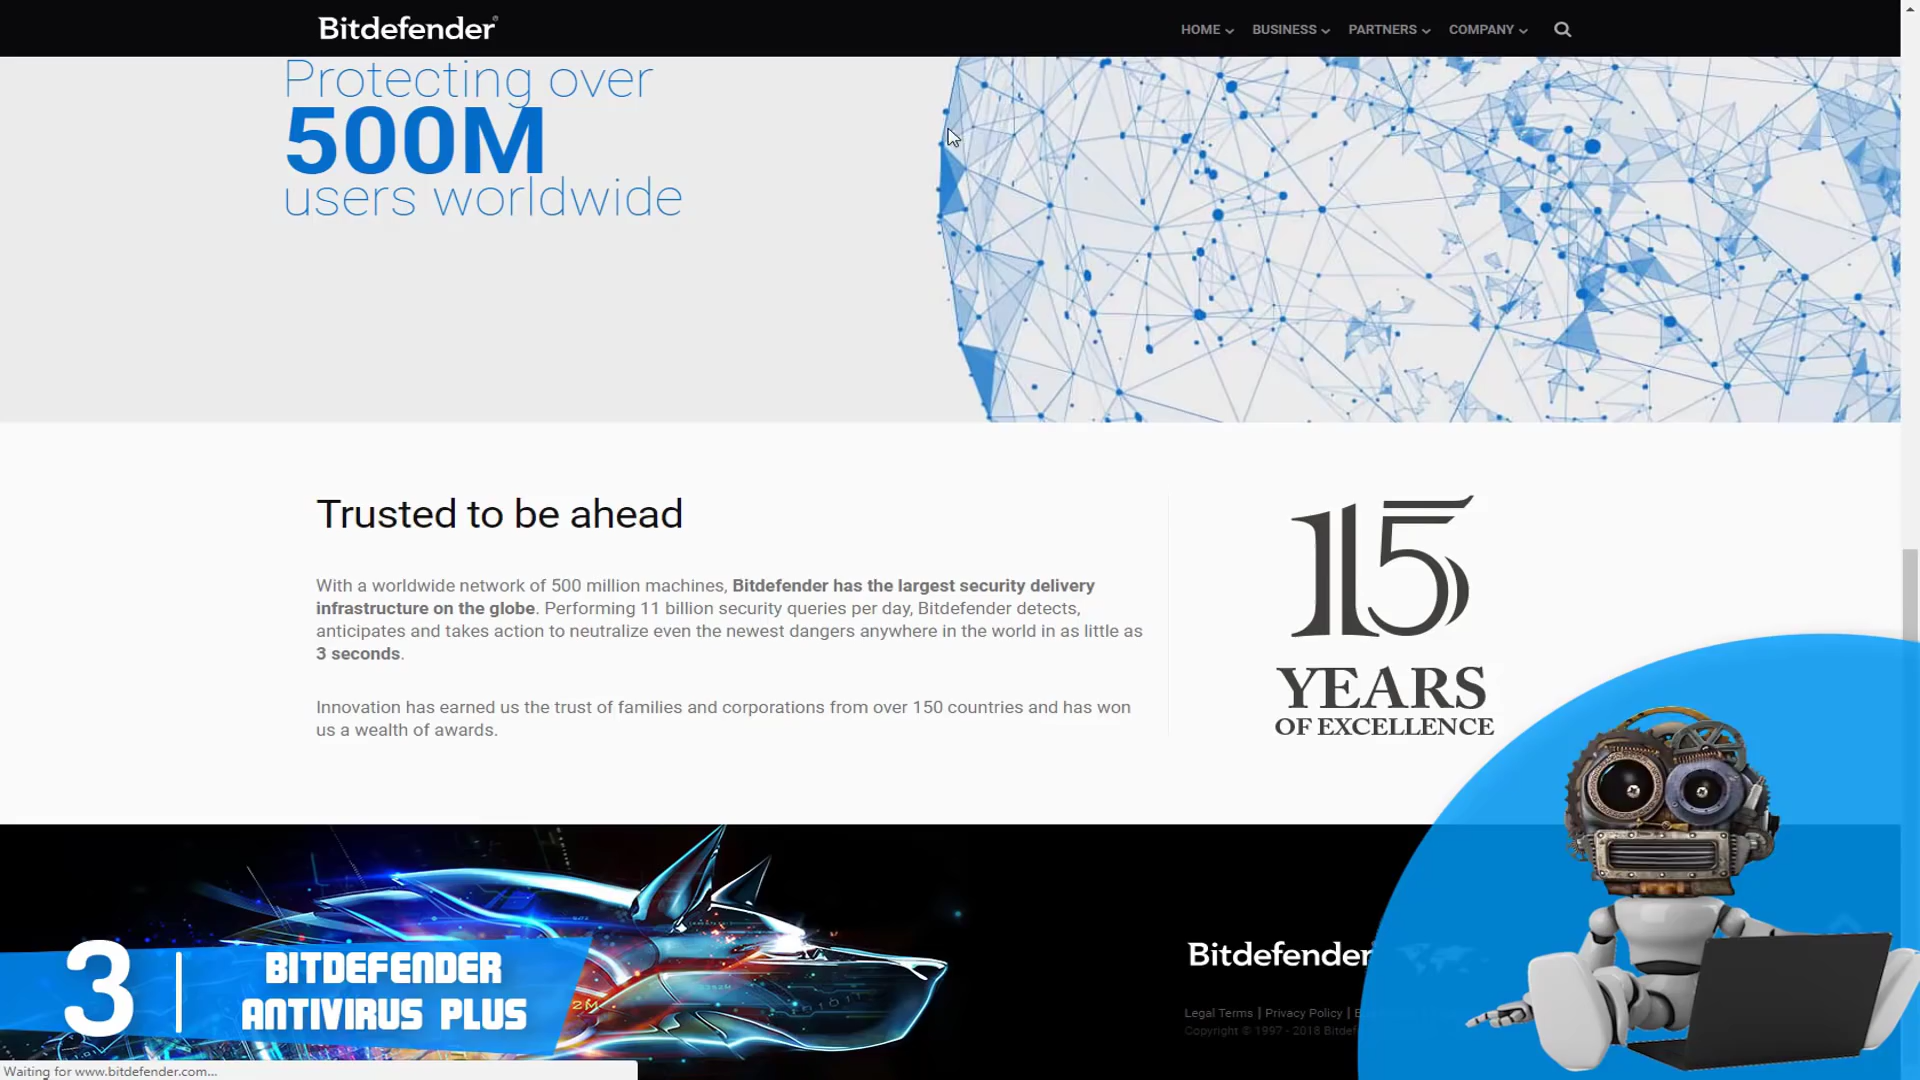 Bitdefender®
HOME BUSINESS PARTNERS COMPANY
Protecting over
500M
users worldwide
Trusted to be ahead
With a worldwide network of 500 million machines, Bitdefender has the largest security delivery
infrastructure on the globe. Performing 11 billion security queries per day, Bitdefender detects,
anticipates and takes action to neutralize even the newest dangers anywhere in the world in as little as
3 seconds.
Innovation has earned us the trust of families and corporations from over 150 countries and has won
us a wealth of awards.
15
YEARS
OF EXCELLENCE
Bitdefender
Legal Terms | Privacy Policy |
Copyright © 1997 - 2018 Bitdef
3
BITDEFENDER
ANTIVIRUS PLUS
Waiting for www.bitdefender.com...